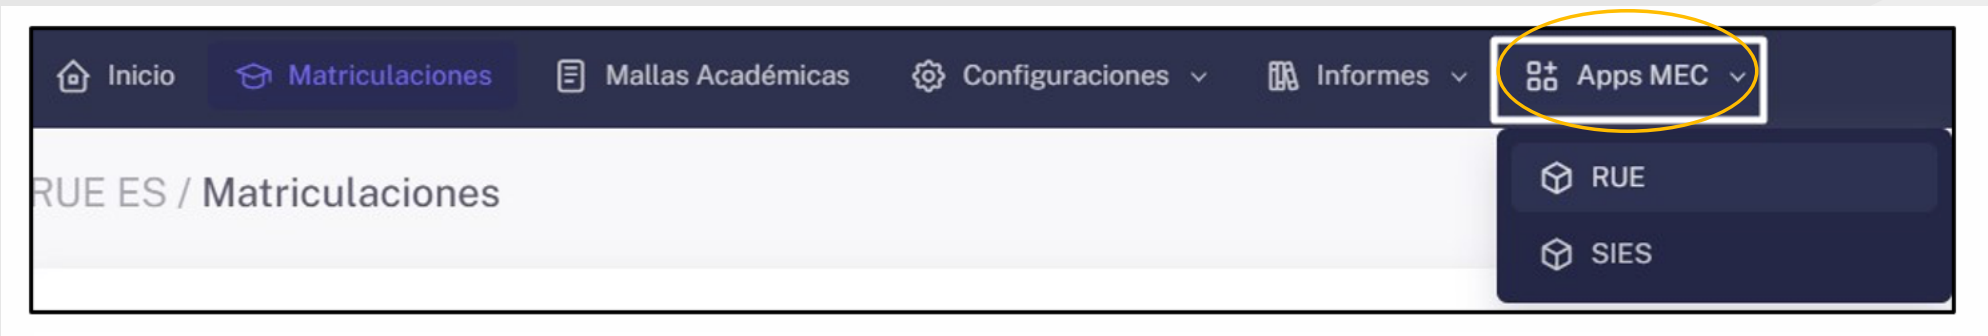 Inicio Matriculaciones Mallas Académicas Configuraciones Informes Apps MEC
RUE
RUE ES / Matriculaciones
SIES